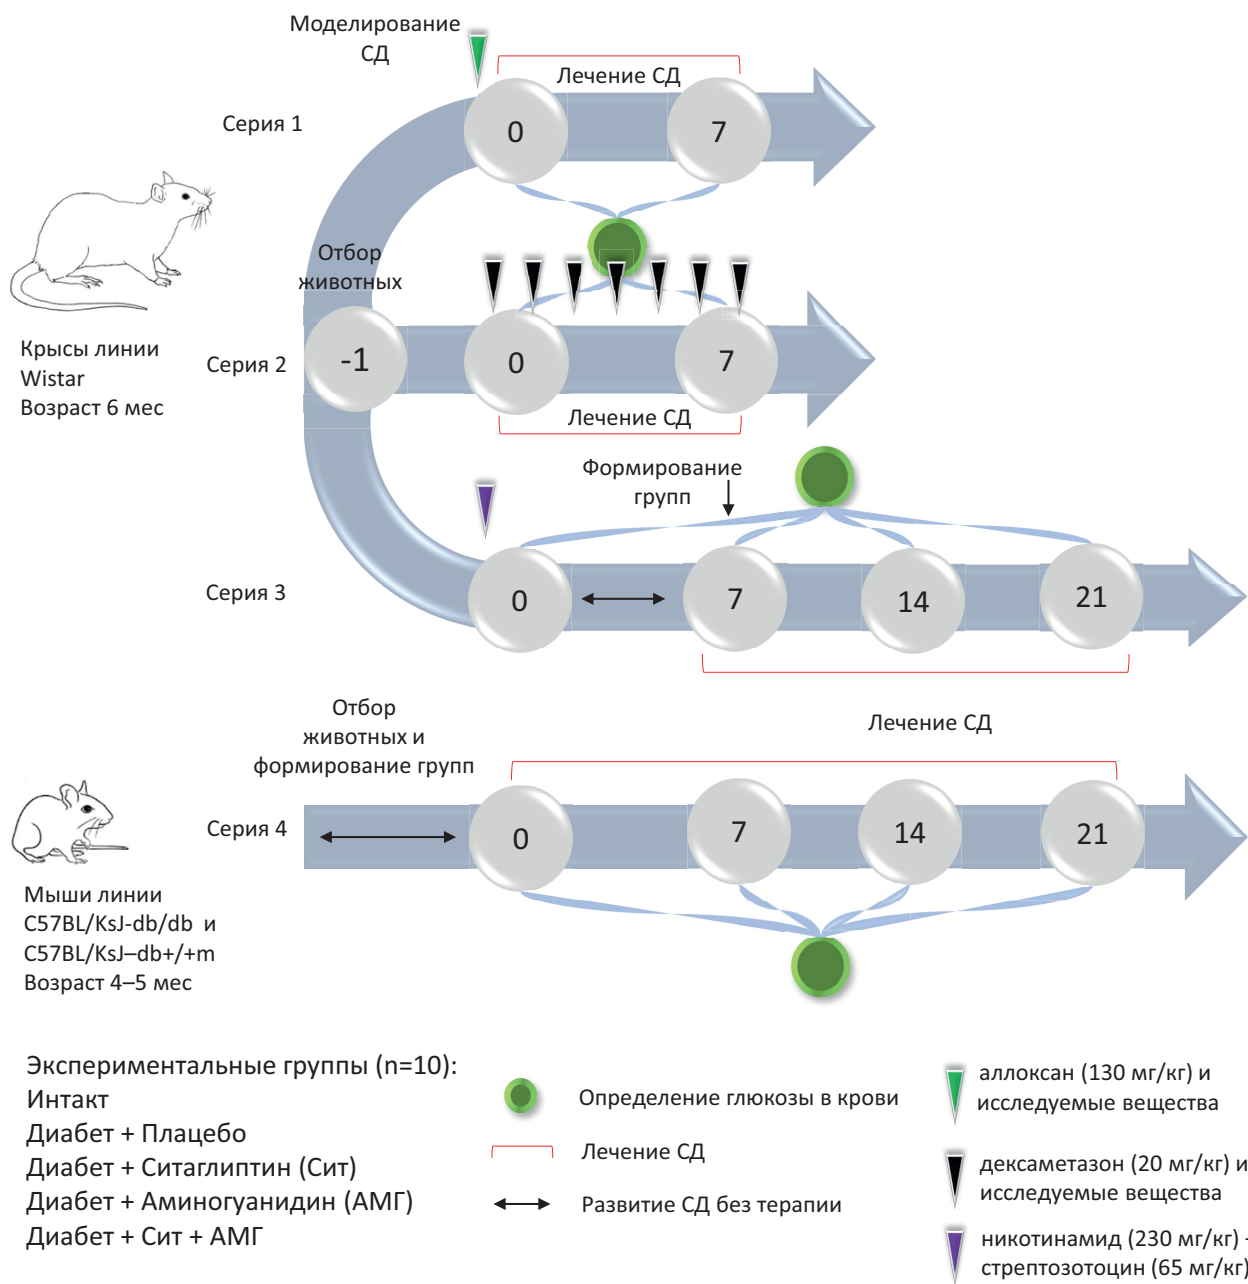 Моделирование
СД
Лечение СД
Серия 1
0
7
Отбор
животных
Крысы линии
Wistar
Возраст 6 мес
Серия 2
-1
0
7
Лечение СД
Формирование
групп
Серия 3
0
7
14
21
Отбор
животных и
формирование групп
Лечение СД
Серия 4
0
7
14
21
Мыши линии
C57BL/KsJ-db/db и
C57BL/KsJ–db+/+m
Возраст 4–5 мес
Экспериментальные группы (n=10):
Интакт
Диабет + Плацебо
Диабет + Ситаглиптин (Сит)
Диабет + Аминогуанидин (АМГ)
Диабет + Сит + АМГ
Определение глюкозы в крови
Лечение СД
Развитие СД без терапии
аллоксан (130 мг/кг) и
исследуемые вещества
дексаметазон (20 мг/кг) и
исследуемые вещества
никотинамид (230 мг/кг) -
стрептозотоцин (65 мг/кг)